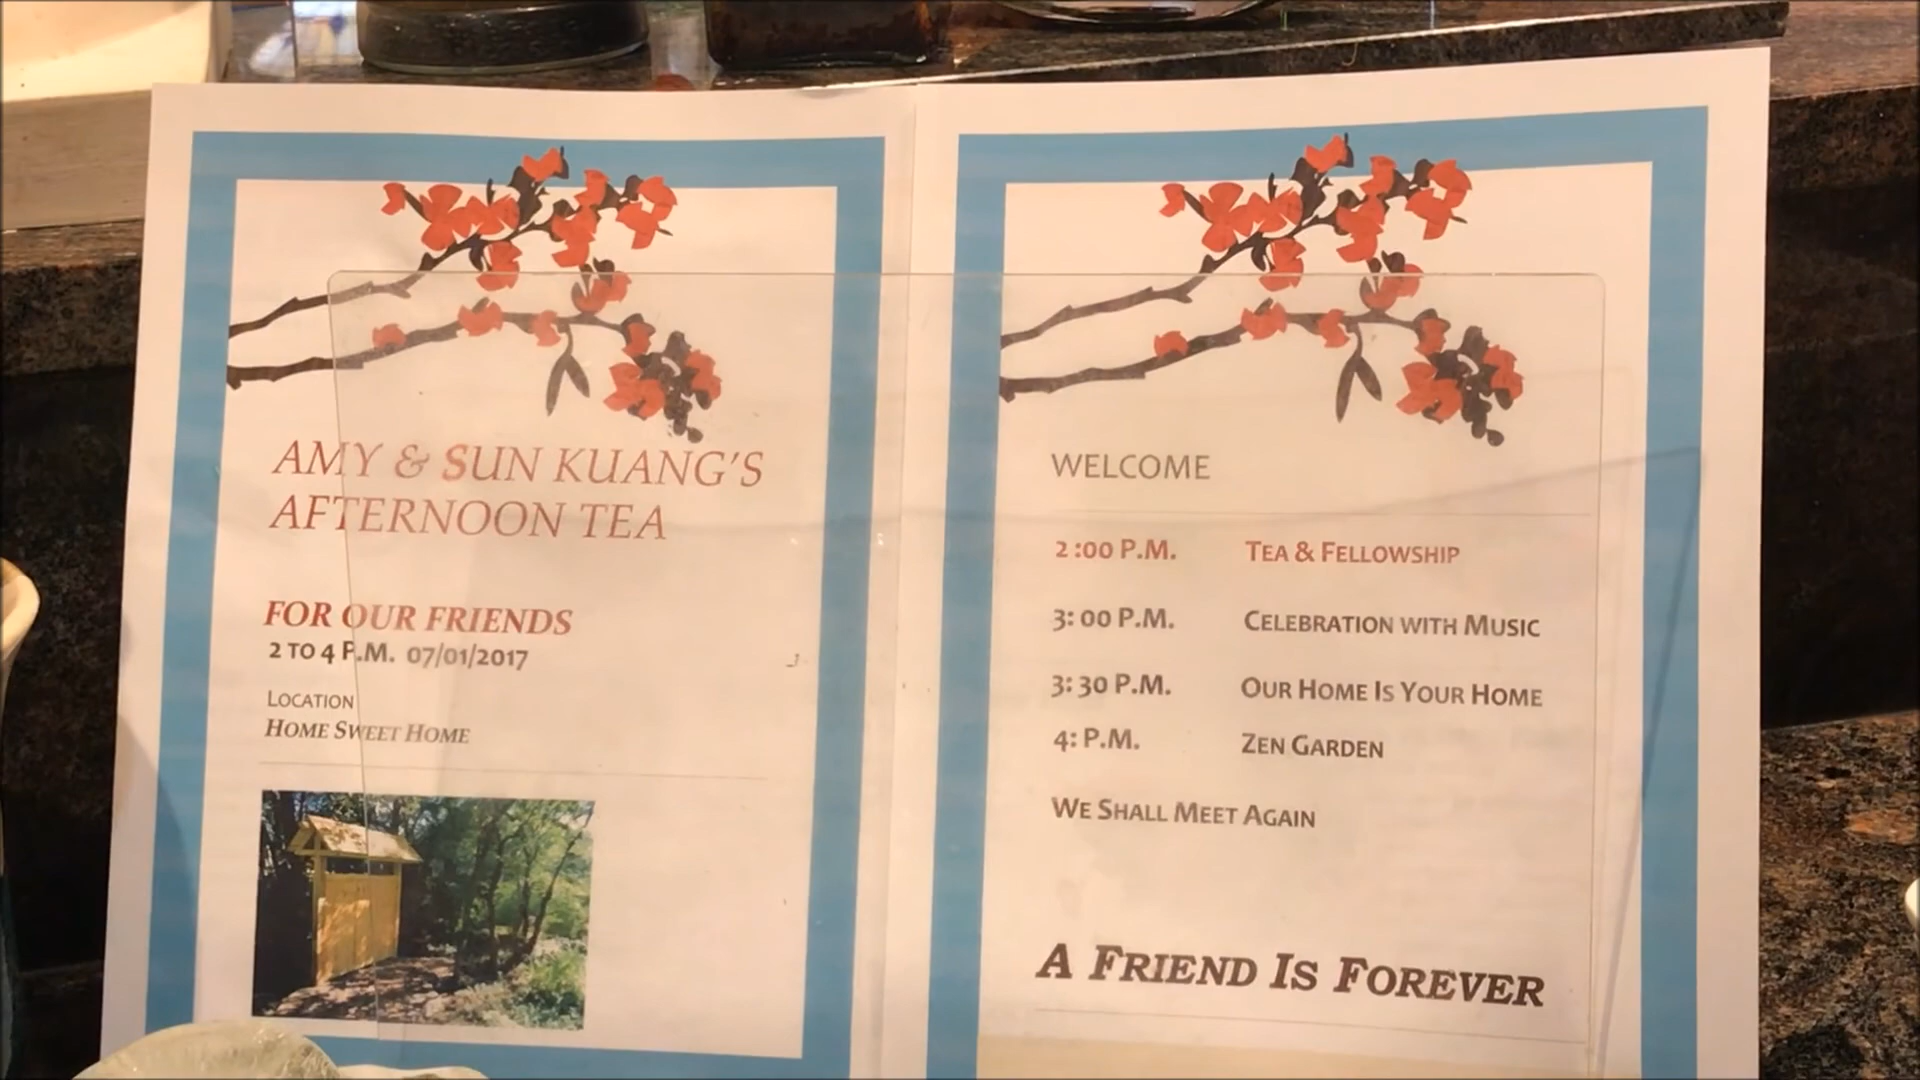 AMY & SUN KUANG'S
AFTERNOON TEA
FOR OUR FRIENDS
2 TO 4 P.M. 07/01/2017
LOCATION
HOME SWEET HOME
WELCOME
2 :00 P.M. TEA & FELLOWSHIP
3: 00 P.M. CELEBRATION WITH MUSIC
3: 30 P.M. OUR HOME IS YOUR HOME
4: P.M. ZEN GARDEN
WE SHALL MEET AGAIN
A FRIEND IS FOREVER